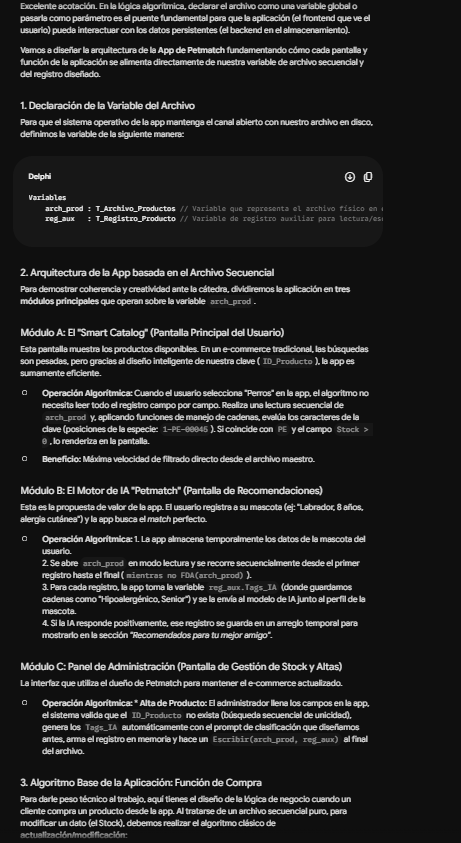 Excelente acotación. En la lógica algorítmica, declarar el archivo como una variable global o
pasarla como parámetro es el puente fundamental para que la aplicación (el frontend que ve el
usuario) pueda interactuar con los datos persistentes (el backend en el almacenamiento).
Vamos a diseñar la arquitectura de la App de Petmatch fundamentando cómo cada pantalla y
función de la aplicación se alimenta directamente de nuestra variable de archivo secuencial y
del registro diseñado.
1. Declaración de la Variable del Archivo
Para que el sistema operativo de la app mantenga el canal abierto con nuestro archivo en disco,
definimos la variable de la siguiente manera:
Delphi
Variables
arch_prod : T_Archivo_Productos // Variable que representa el archivo físico en
reg_aux : T_Registro_Producto // Variable de registro auxiliar para lectura/es
2. Arquitectura de la App basada en el Archivo Secuencial
Para demostrar coherencia y creatividad ante la cátedra, dividiremos la aplicación en tres
módulos principales que operan sobre la variable arch_prod .
Módulo A: El "Smart Catalog" (Pantalla Principal del Usuario)
Esta pantalla muestra los productos disponibles. En un e-commerce tradicional, las búsquedas
son pesadas, pero gracias al diseño inteligente de nuestra clave ( ID_Producto ), la app es
sumamente eficiente.
Operación Algorítmica: Cuando el usuario selecciona "Perros" en la app, el algoritmo no
necesita leer todo el registro campo por campo. Realiza una lectura secuencial de
arch_prod y, aplicando funciones de manejo de cadenas, evalúa los caracteres de la
clave (posiciones de la especie: 1-PE-00045 ). Si coincide con PE y el campo Stock >
0 , lo renderiza en la pantalla.
Beneficio: Máxima velocidad de filtrado directo desde el archivo maestro.
Módulo B: El Motor de IA "Petmatch" (Pantalla de Recomendaciones)
Esta es la propuesta de valor de la app. El usuario registra a su mascota (ej: "Labrador, 8 años,
alergia cutánea") y la app busca el match perfecto.
Operación Algorítmica: 1. La app almacena temporalmente los datos de la mascota del
usuario.
2. Se abre arch_prod en modo lectura y se recorre secuencialmente desde el primer
registro hasta el final ( mientras no FDA(arch_prod) ).
3. Para cada registro, la app toma la variable reg_aux.Tags_IA (donde guardamos
cadenas como "Hipoalergénico, Senior") y se la envía al modelo de IA junto al perfil de la
mascota.
4. Si la IA responde positivamente, ese registro se guarda en un arreglo temporal para
mostrarlo en la sección "Recomendados para tu mejor amigo".
Módulo C: Panel de Administración (Pantalla de Gestión de Stock y Altas)
La interfaz que utiliza el dueño de Petmatch para mantener el e-commerce actualizado.
Operación Algorítmica: * Alta de Producto: El administrador llena los campos en la app,
el sistema valida que el ID_Producto no exista (búsqueda secuencial de unicidad),
genera los Tags_IA automáticamente con el prompt de clasificación que diseñamos
antes, arma el registro en memoria y hace un Escribir(arch_prod, reg_aux) al final
del archivo.
3. Algoritmo Base de la Aplicación: Función de Compra
Para darle peso técnico al trabajo, aquí tienes el diseño de la lógica de negocio cuando un
cliente compra un producto desde la app. Al tratarse de un archivo secuencial puro, para
modificar un dato (el Stock), debemos realizar el algoritmo clásico de
actualización/modificación: